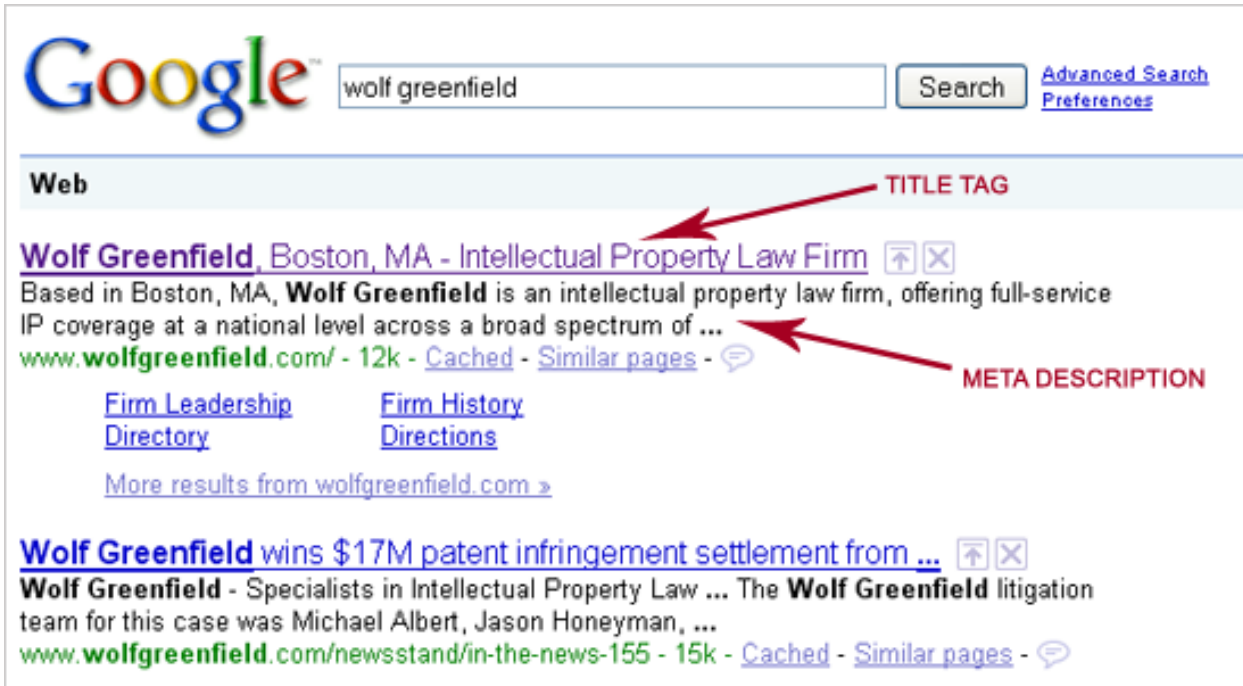 Google™ wolf greenfield Search Advanced Search
Preferences
Web
TITLE TAG
Wolf Greenfield, Boston, MA - Intellectual Property Law Firm
Based in Boston, MA, Wolf Greenfield is an intellectual property law firm, offering full-service
IP coverage at a national level across a broad spectrum of ...
www.wolfgreenfield.com/ - 12k - Cached - Similar pages -
META DESCRIPTION
Firm Leadership Firm History
Directory Directions
More results from wolfgreenfield.com »
Wolf Greenfield wins $17M patent infringement settlement from ...
Wolf Greenfield - Specialists in Intellectual Property Law ... The Wolf Greenfield litigation
team for this case was Michael Albert, Jason Honeyman, ...
www.wolfgreenfield.com/newsstand/in-the-news-155 - 15k - Cached - Similar pages -